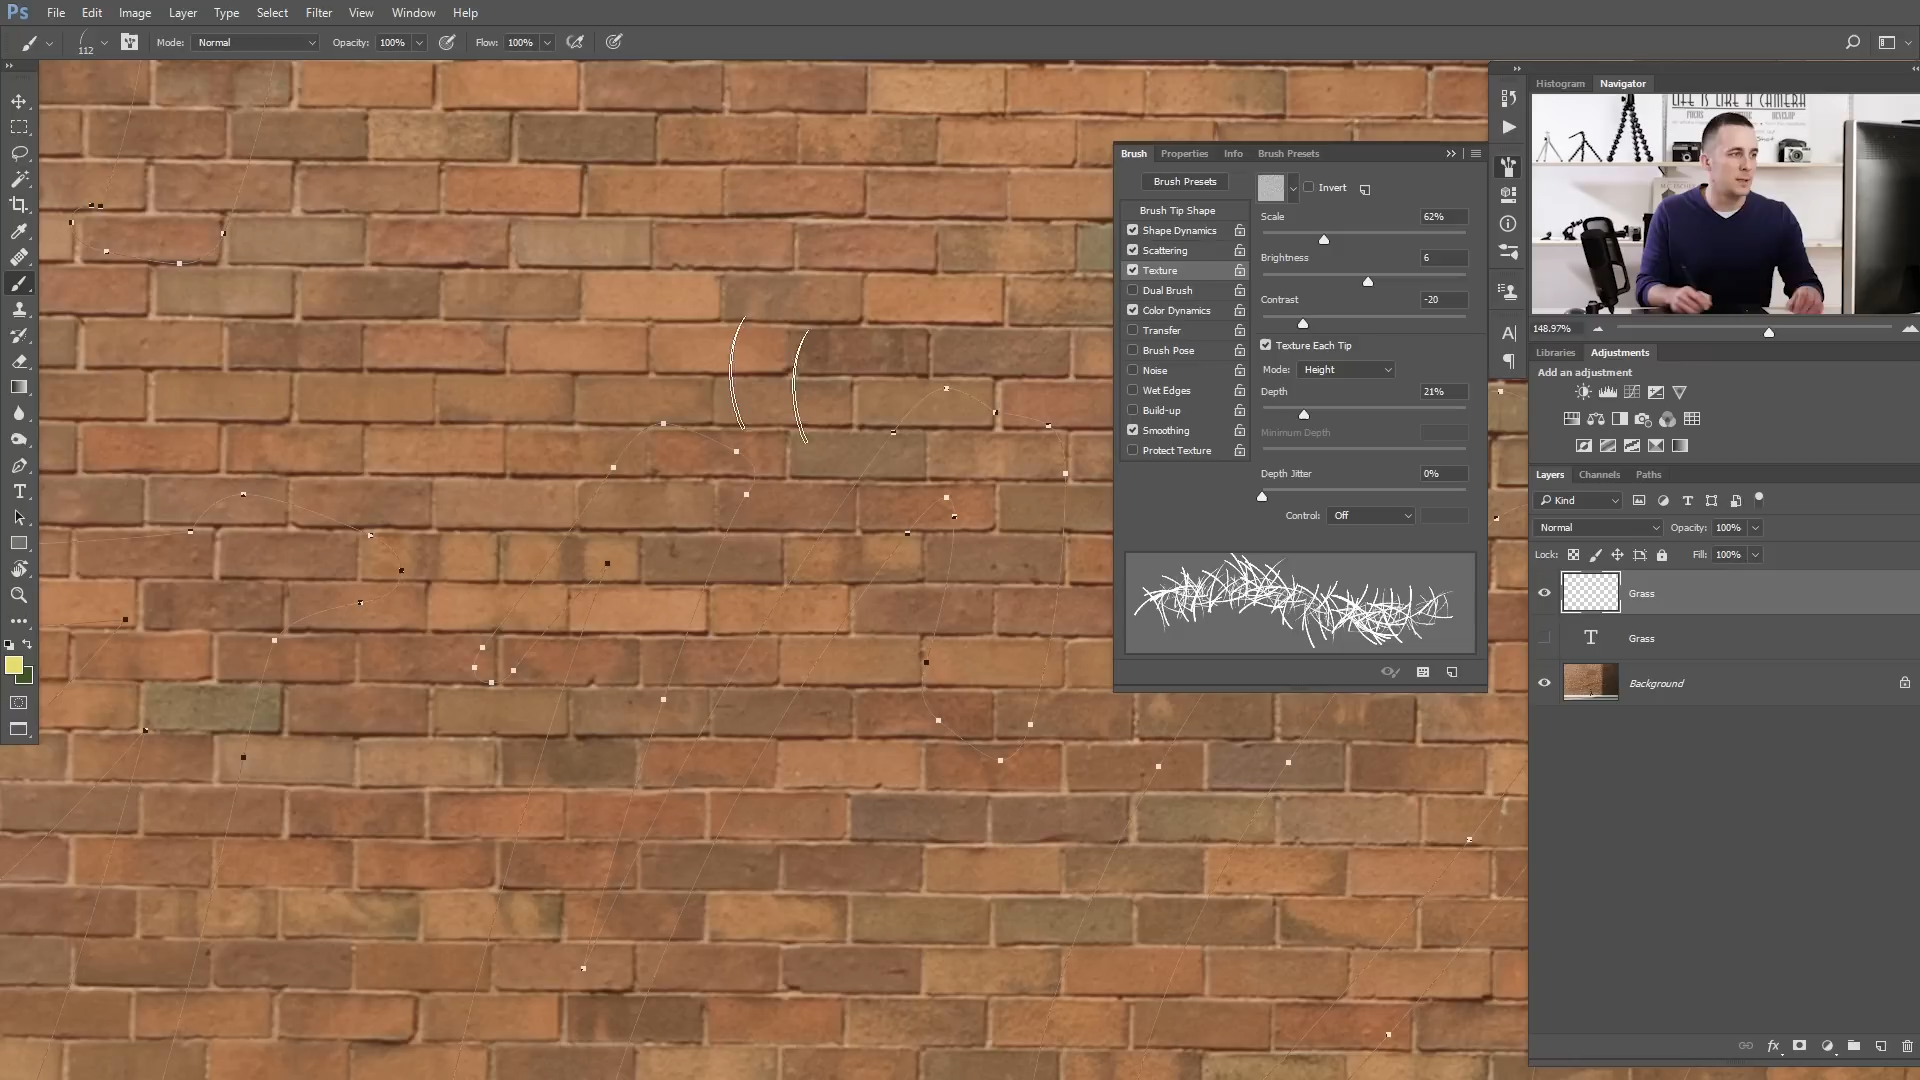 Ps File Edit Image Layer Type Select Filter View Window Help
112 Mode: Normal Opacity: 100% Flow: 100%
Histogram Navigator
LIFE IS LIKE A CAMERA
FOCUS DEVELOP
148.97%
Libraries Adjustments
Add an adjustment
Layers Channels Paths
Kind
Normal Opacity: 100%
Lock: Fill: 100%
Grass
T Grass
Background
fx
Brush Properties Info Brush Presets
Brush Presets
Invert
Brush Tip Shape
Shape Dynamics
Scattering
Texture
Dual Brush
Color Dynamics
Transfer
Brush Pose
Noise
Wet Edges
Build-up
Smoothing
Protect Texture
Scale 62%
Brightness 6
Contrast -20
Texture Each Tip
Mode: Height
Depth 21%
Minimum Depth
Depth Jitter 0%
Control: Off